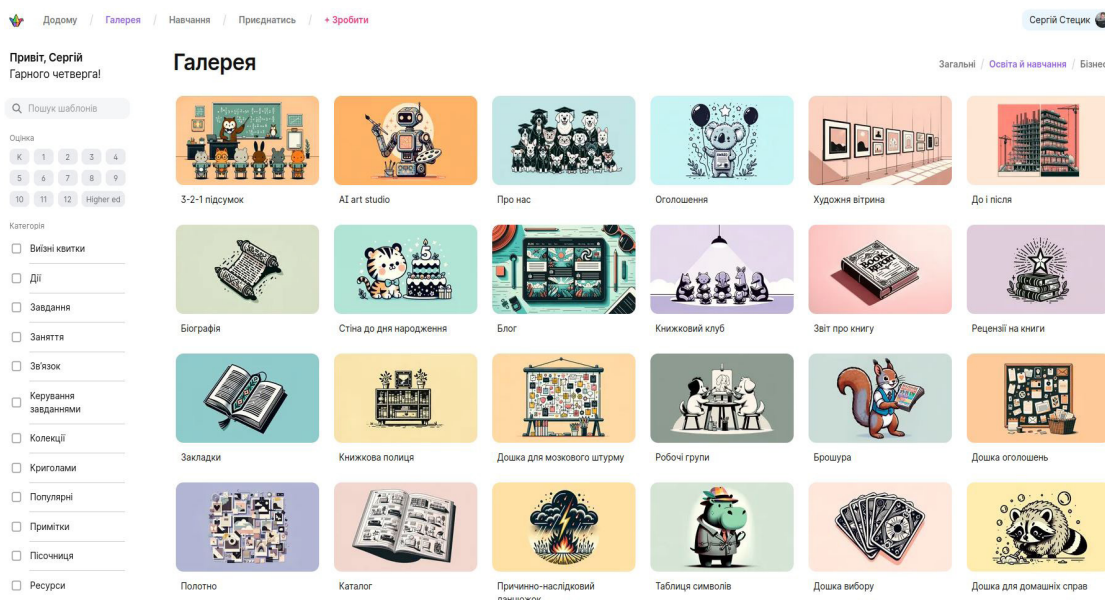 Додому / Галерея / Навчання / Приєднатись / + Зробити
Сергій Стецик
Привіт, Сергій
Гарного четверга!
Пошук шаблонів
Оцінка
K 1 2 3 4
5 6 7 8 9
10 11 12 Higher ed
Категорія
Виїзні квитки
Дії
Завдання
Заняття
Зв'язок
Керування
завданнями
Колекції
Криголами
Популярні
Примітки
Пісочниця
Ресурси
Галерея
Загальні / Освіта й навчання / Бізнес
3-2-1 підсумок
AI art studio
Про нас
Оголошення
Художня вітрина
До і після
Біографія
Стіна до дня народження
Блог
Книжковий клуб
BOOK
REPORT
Звіт про книгу
Рецензії на книги
Закладки
Книжкова полиця
Дошка для мозкового штурму
Робочі групи
Брошура
Дошка оголошень
Полотно
Каталог
Причинно-наслідковий
ланцюжок
Таблиця символів
Дошка вибору
Дошка для домашніх справ